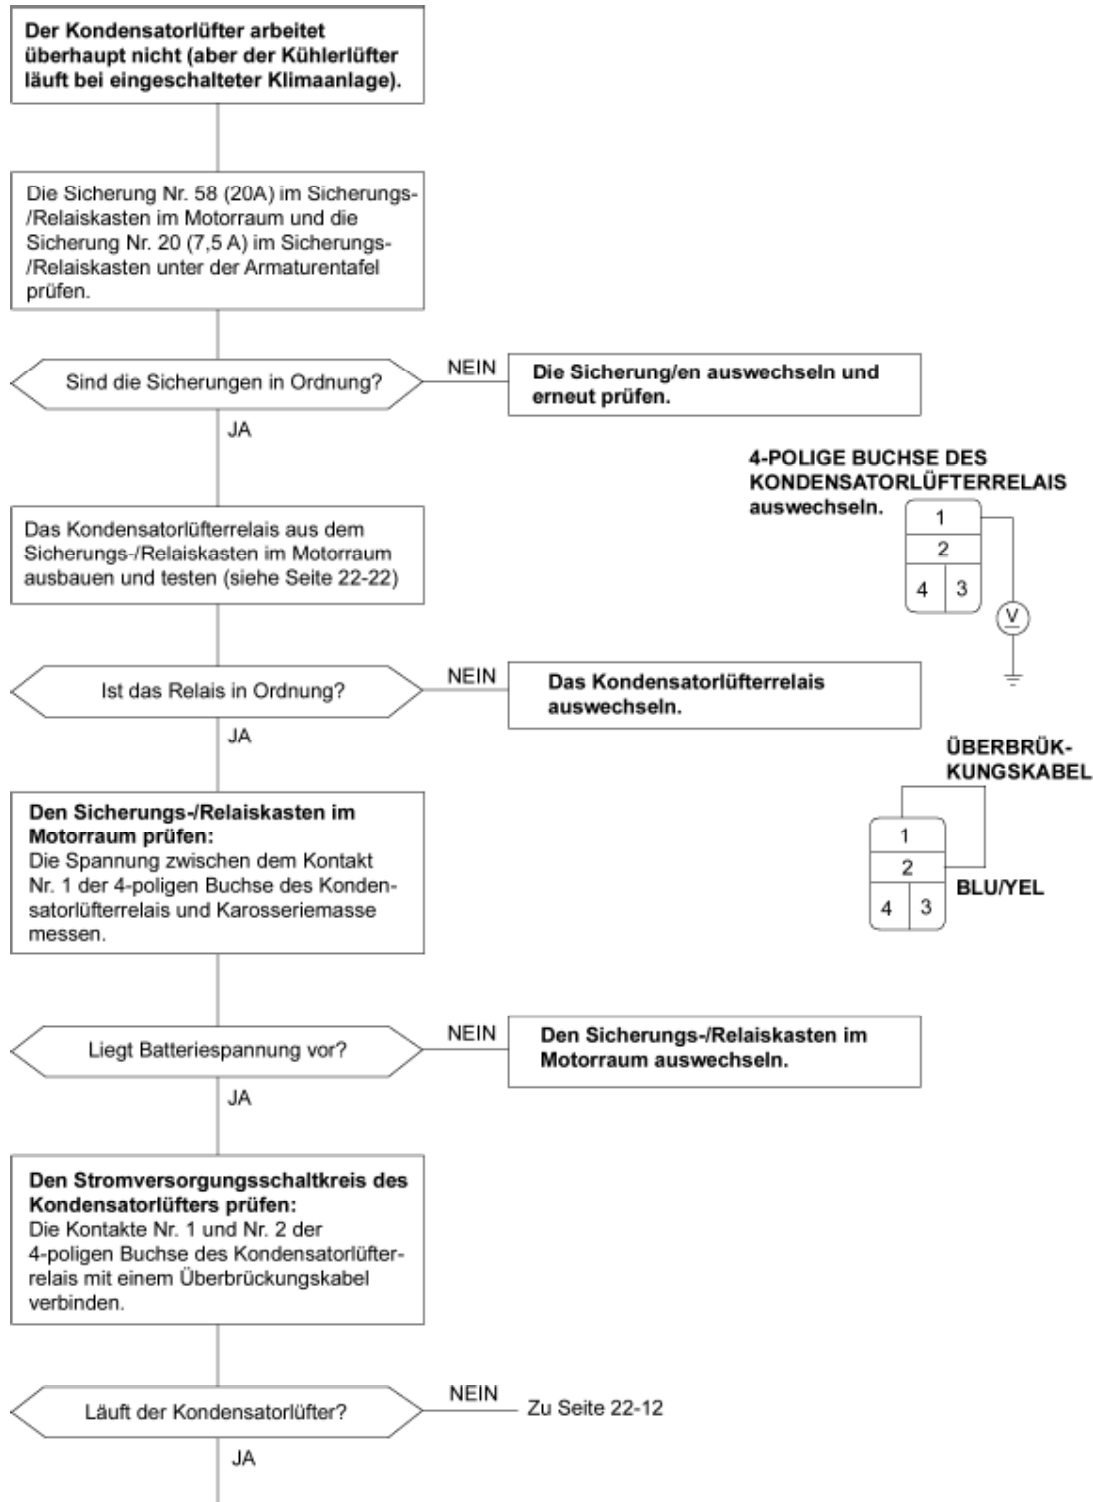 Der Kondensatorlüfter arbeitet
überhaupt nicht (aber der Kühlerlüfter
läuft bei eingeschalteter Klimaanlage).
Die Sicherung Nr. 58 (20A) im Sicherungs-
/Relaiskasten im Motorraum und die
Sicherung Nr. 20 (7,5 A) im Sicherungs-
/Relaiskasten unter der Armaturentafel
prüfen.
Sind die Sicherungen in Ordnung?
NEIN
Die Sicherung/en auswechseln und
erneut prüfen.
JA
4-POLIGE BUCHSE DES
KONDENSATORLÜFTERRELAIS
auswechseln.
1
2
4 3
V
Das Kondensatorlüfterrelais aus dem
Sicherungs-/Relaiskasten im Motorraum
ausbauen und testen (siehe Seite 22-22)
Ist das Relais in Ordnung?
NEIN
Das Kondensatorlüfterrelais
auswechseln.
JA
ÜBERBRÜK-
KUNGSKABEL
1
2
BLU/YEL
4 3
Den Sicherungs-/Relaiskasten im
Motorraum prüfen:
Die Spannung zwischen dem Kontakt
Nr. 1 der 4-poligen Buchse des Konden-
satorlüfterrelais und Karosseriemasse
messen.
Liegt Batteriespannung vor?
NEIN
Den Sicherungs-/Relaiskasten im
Motorraum auswechseln.
JA
Den Stromversorgungsschaltkreis des
Kondensatorlüfters prüfen:
Die Kontakte Nr. 1 und Nr. 2 der
4-poligen Buchse des Kondensatorlüfter-
relais mit einem Überbrückungskabel
verbinden.
Läuft der Kondensatorlüfter?
NEIN
Zu Seite 22-12
JA